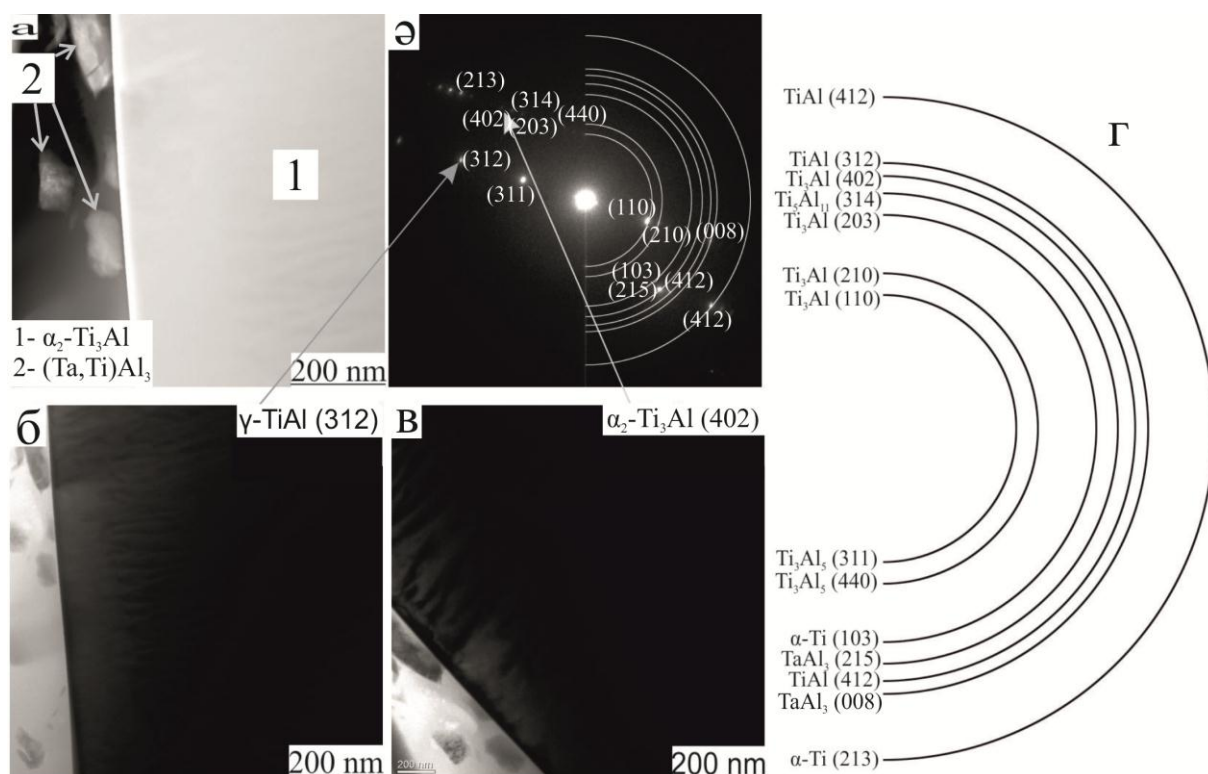 а
2
1
1- α₂-Ti₃Al
2- (Ta,Ti)Al₃
200 nm
ә
(213)
(314)
(440)
(402)
(203)
(312)
(311)
(110)
(210)
(008)
(103)
(412)
(215)
(412)
б
γ-TiAl (312)
200 nm
в
α₂-Ti₃Al (402)
200 nm
200 nm
г
TiAl (412)
TiAl (312)
Ti₃Al (402)
Ti₅Al₁₁ (314)
Ti₃Al (203)
Ti₃Al (210)
Ti₃Al (110)
Ti₃Al₅ (311)
Ti₃Al₅ (440)
α-Ti (103)
TaAl₃ (215)
TiAl (412)
TaAl₃ (008)
α-Ti (213)